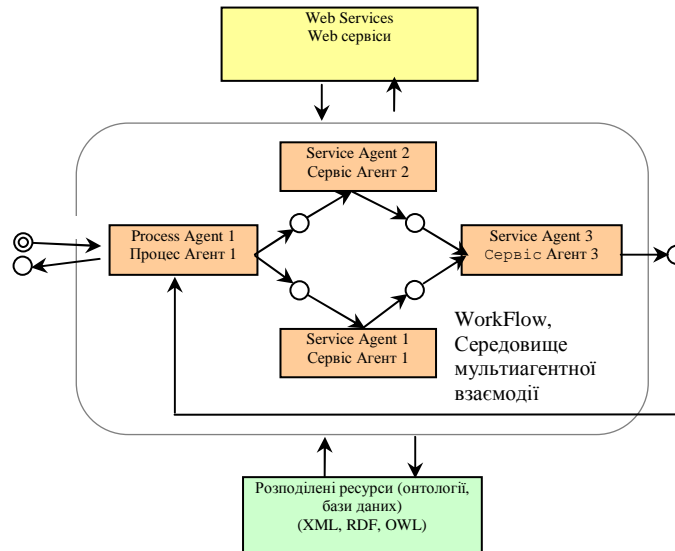 Web Services
Web сервіси
Service Agent 2
Сервіс Агент 2
Process Agent 1
Процес Агент 1
Service Agent 3
Сервіс Агент 3
Service Agent 1
Сервіс Агент 1
WorkFlow,
Середовище
мультиагентної
взаємодії
Розподілені ресурси (онтології,
бази даних)
(XML, RDF, OWL)